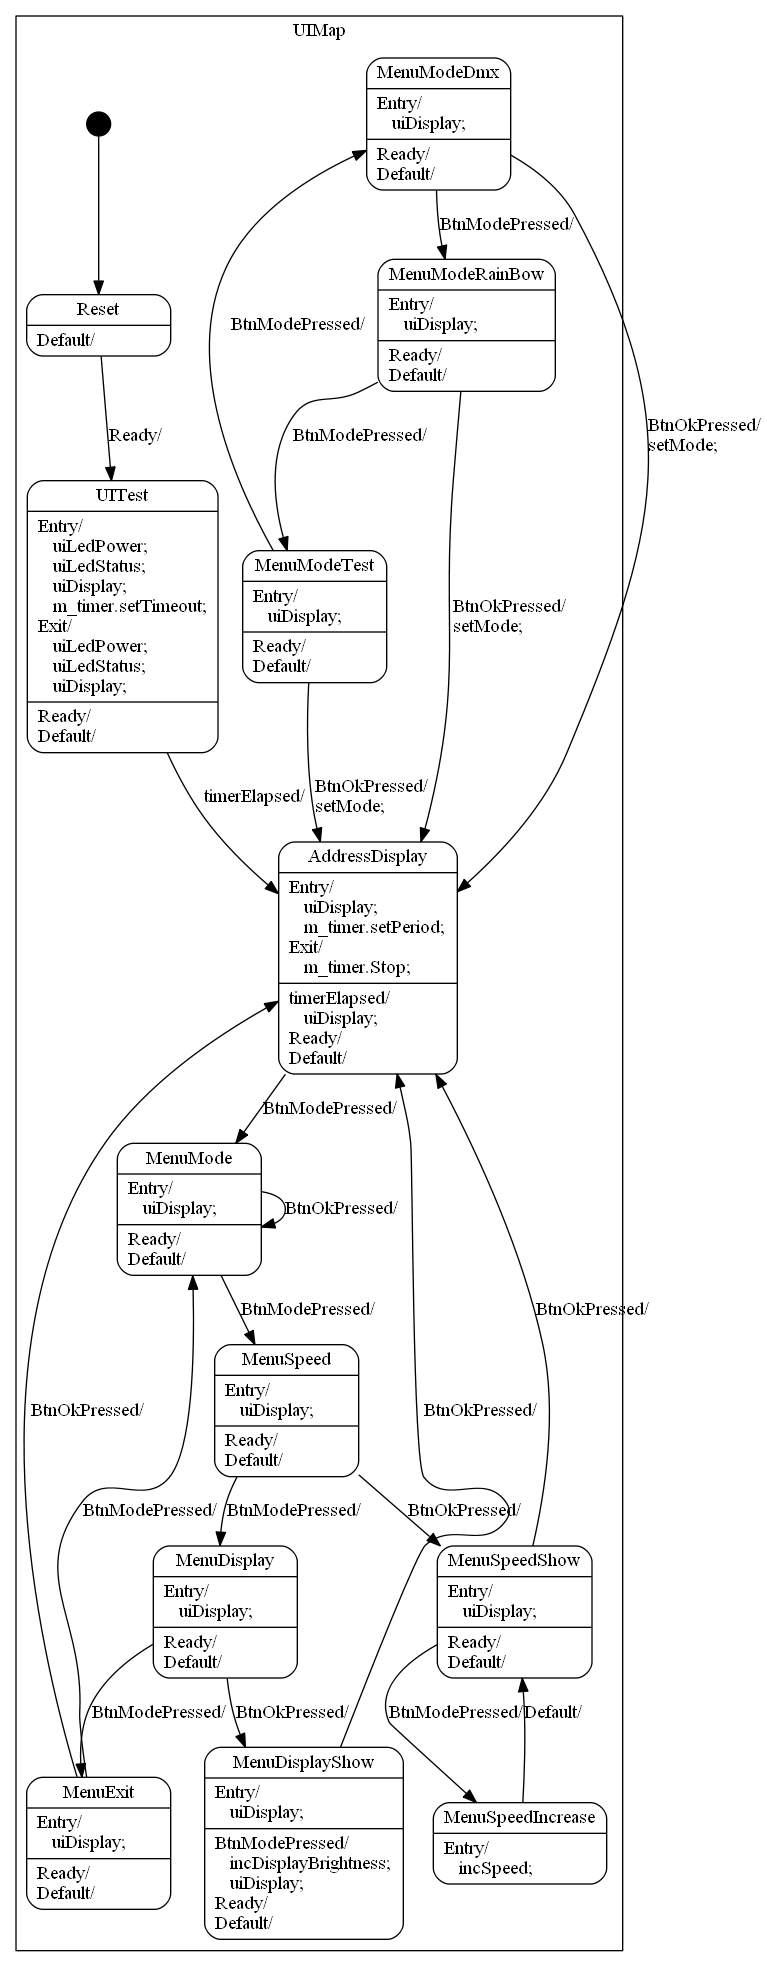 UIMap
MenuModeDmx
Entry/
uiDisplay;
Ready/
Default/
BtnModePressed/
MenuModeRainBow
Entry/
uiDisplay;
Ready/
Default/
Reset
Default/
BtnModePressed/
Ready/
BtnModePressed/
BtnOkPressed/
setMode;
UITest
Entry/
uiLedPower;
uiLedStatus;
uiDisplay;
m_timer.setTimeout;
Exit/
uiLedPower;
uiLedStatus;
uiDisplay;
Ready/
Default/
MenuModeTest
Entry/
uiDisplay;
Ready/
Default/
BtnOkPressed/
setMode;
timerElapsed/
BtnOkPressed/
setMode;
AddressDisplay
Entry/
uiDisplay;
m_timer.setPeriod;
Exit/
m_timer.Stop;
timerElapsed/
uiDisplay;
Ready/
Default/
BtnModePressed/
MenuMode
Entry/
uiDisplay;
Ready/
Default/
BtnOkPressed/
BtnModePressed/
BtnOkPressed/
MenuSpeed
Entry/
uiDisplay;
Ready/
Default/
BtnOkPressed/
BtnOkPressed/
BtnModePressed/
BtnModePressed/
BtnOkPressed/
MenuDisplay
Entry/
uiDisplay;
Ready/
Default/
MenuSpeedShow
Entry/
uiDisplay;
Ready/
Default/
BtnModePressed/
BtnOkPressed/
BtnModePressed/
Default/
MenuExit
Entry/
uiDisplay;
Ready/
Default/
MenuDisplayShow
Entry/
uiDisplay;
BtnModePressed/
incDisplayBrightness;
uiDisplay;
Ready/
Default/
MenuSpeedIncrease
Entry/
incSpeed;